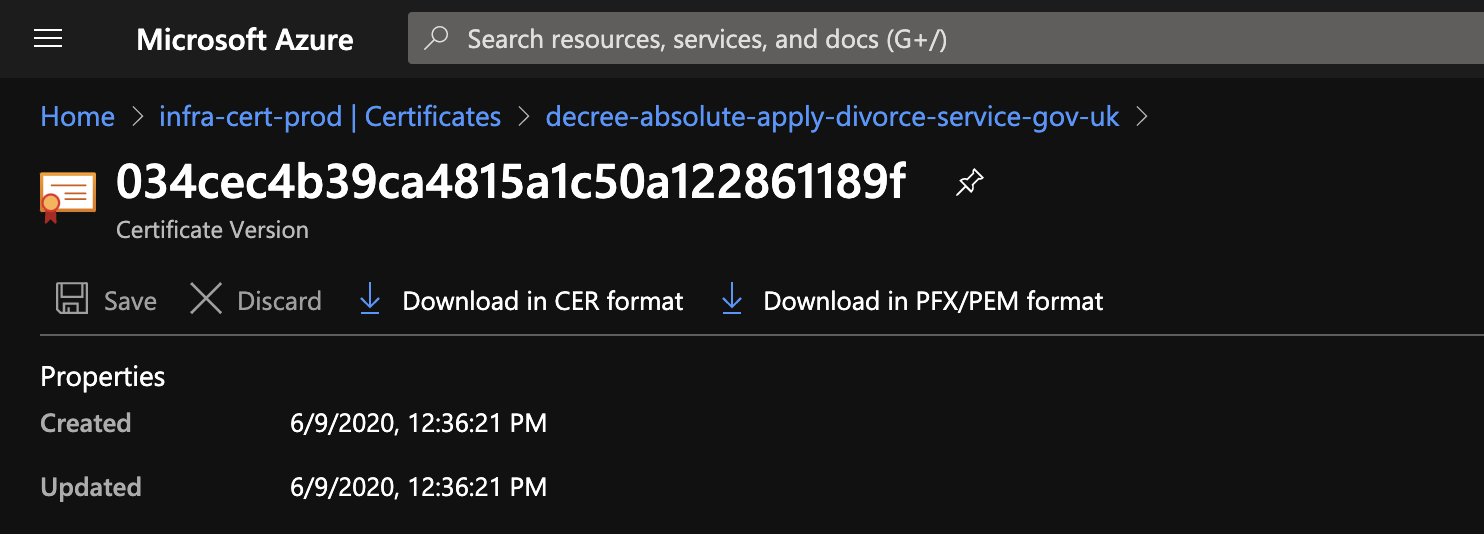 Microsoft Azure Search resources, services, and docs (G+/)
Home > infra-cert-prod | Certificates > decree-absolute-apply-divorce-service-gov-uk >
034cec4b39ca4815a1c50a122861189f
Certificate Version
Save Discard Download in CER format Download in PFX/PEM format
Properties
Created 6/9/2020, 12:36:21 PM
Updated 6/9/2020, 12:36:21 PM